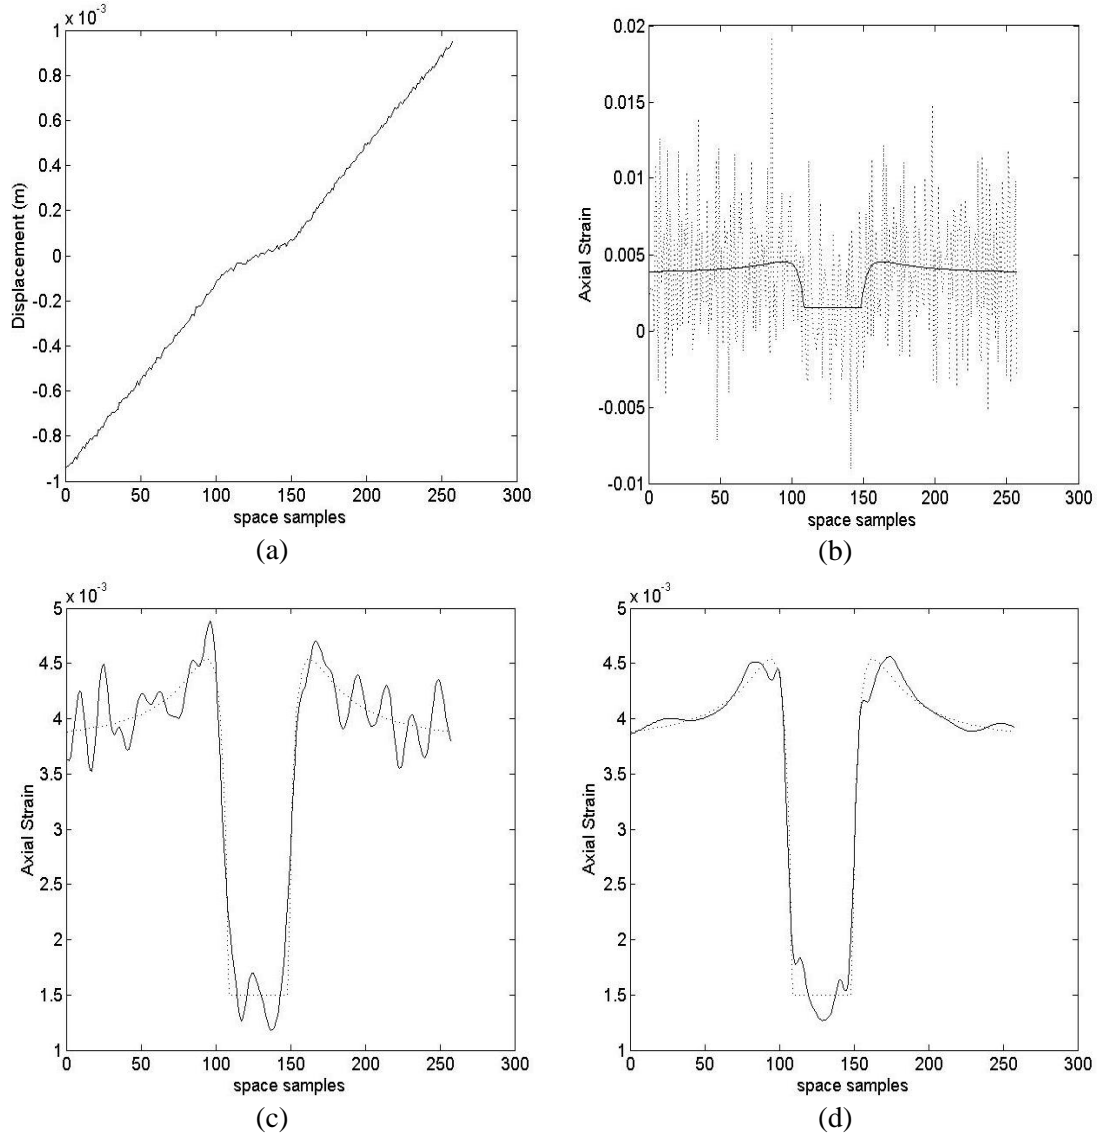 x 10-3
1
0.8
0.6
0.4
0.2
0
-0.2
-0.4
-0.6
-0.8
-1
Displacement (m)
0 50 100 150 200 250 300
space samples
(a)
0.02
0.015
0.01
0.005
0
-0.005
-0.01
Axial Strain
0 50 100 150 200 250 300
space samples
(b)
x 10-3
5
4.5
4
3.5
3
2.5
2
1.5
1
Axial Strain
0 50 100 150 200 250 300
space samples
(c)
x 10-3
5
4.5
4
3.5
3
2.5
2
1.5
1
Axial Strain
0 50 100 150 200 250 300
space samples
(d)